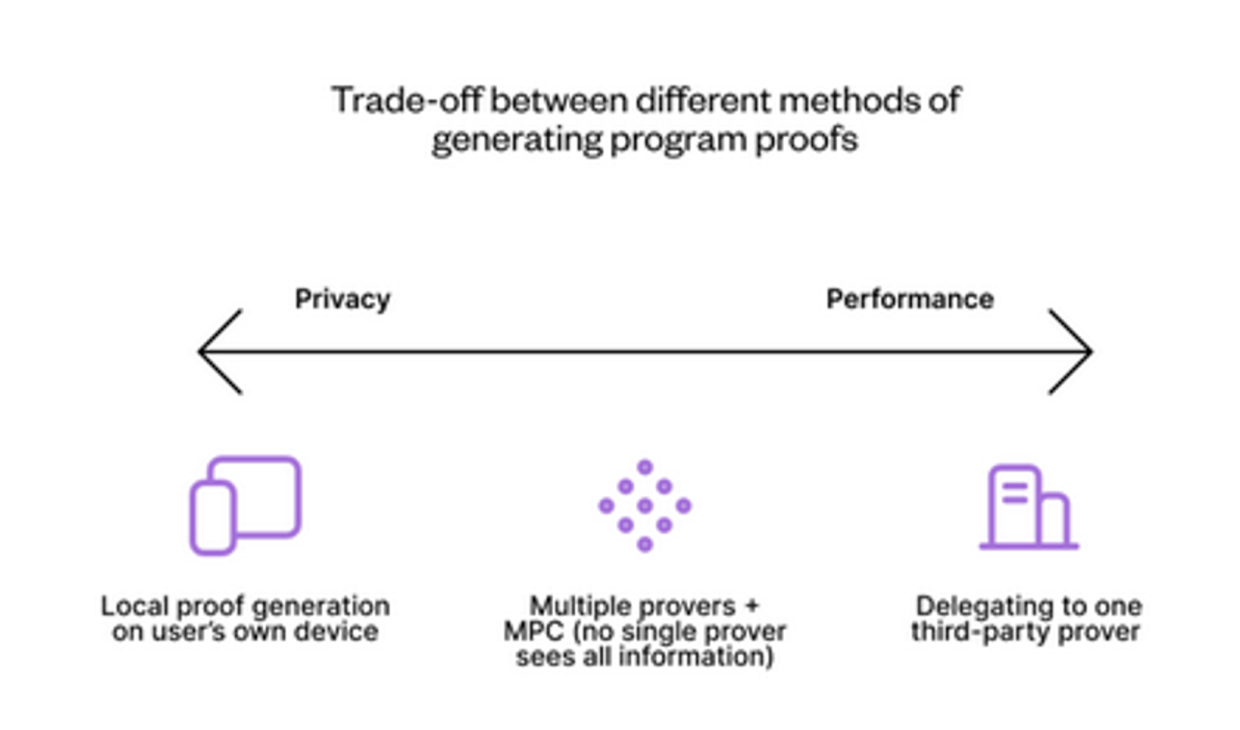 Trade-off between different methods of
generating program proofs
Privacy
Performance
Local proof generation
on user's own device
Multiple provers +
MPC (no single prover
sees all information)
Delegating to one
third-party prover